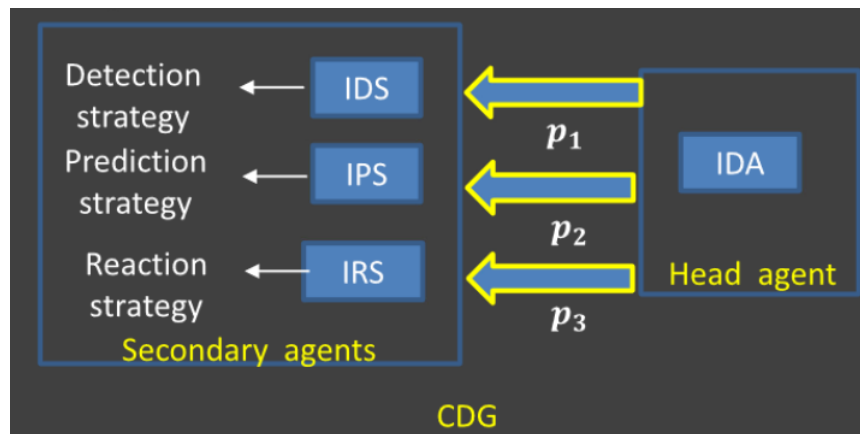 Detection
strategy
IDS
Prediction
strategy
IPS
Reaction
strategy
IRS
Secondary agents
p₁
p₂
p₃
IDA
Head agent
CDG